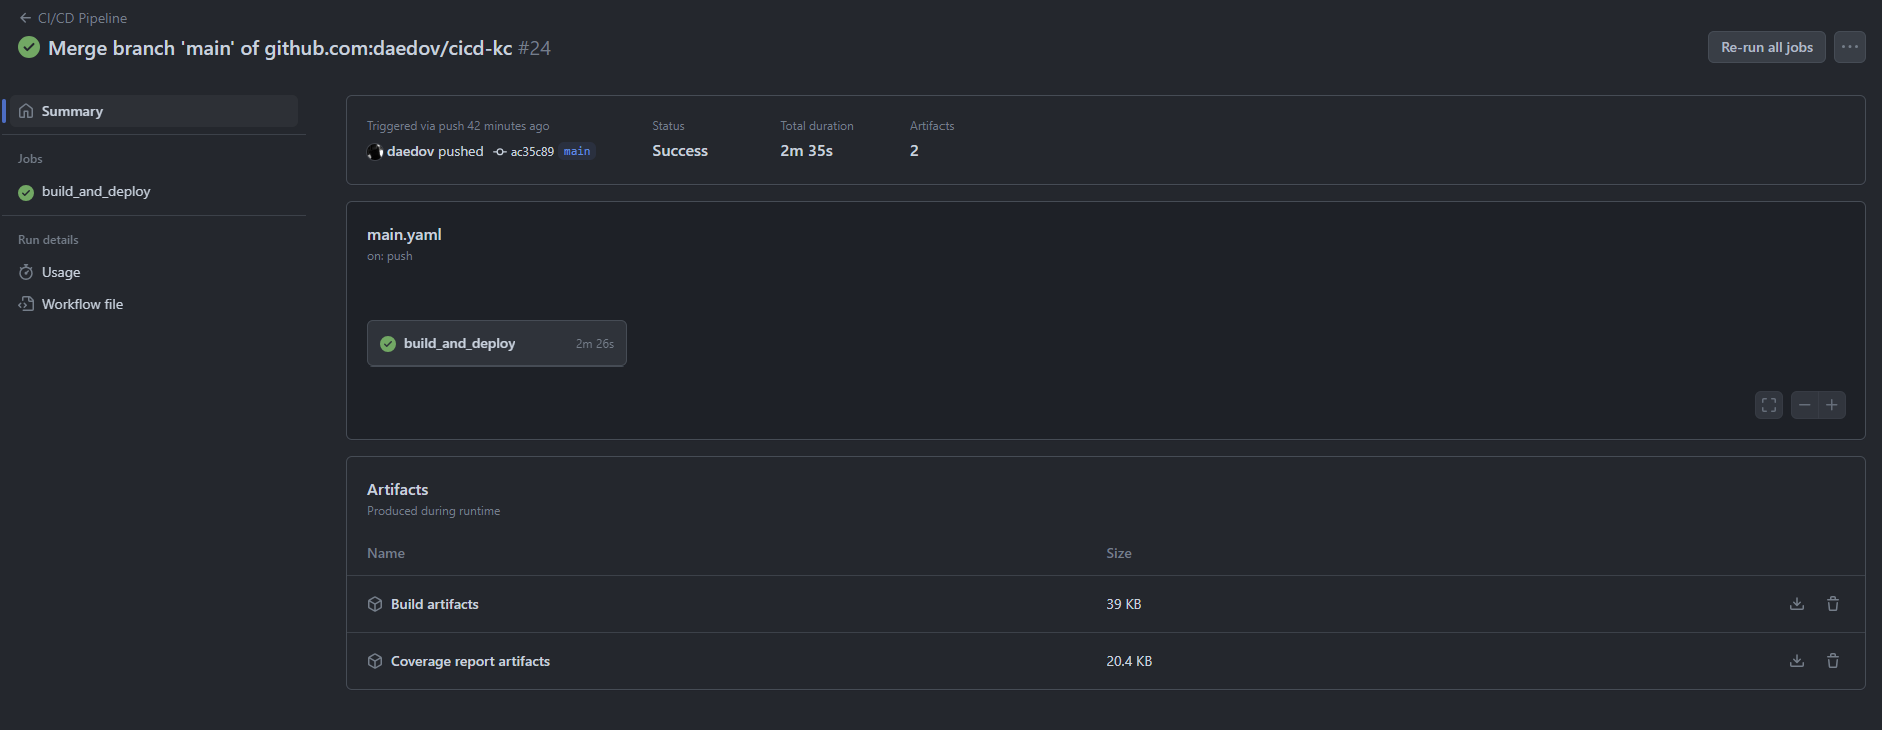 CI/CD Pipeline
Merge branch 'main' of github.com:daedov/cicd-kc #24
Re-run all jobs
Summary
Jobs
build_and_deploy
Run details
Usage
Workflow file
Triggered via push 42 minutes ago
daedov pushed ac35c89 main
Status
Success
Total duration
2m 35s
Artifacts
2
main.yaml
on: push
build_and_deploy 2m 26s
Artifacts
Produced during runtime
Name Size
Build artifacts 39 KB
Coverage report artifacts 20.4 KB